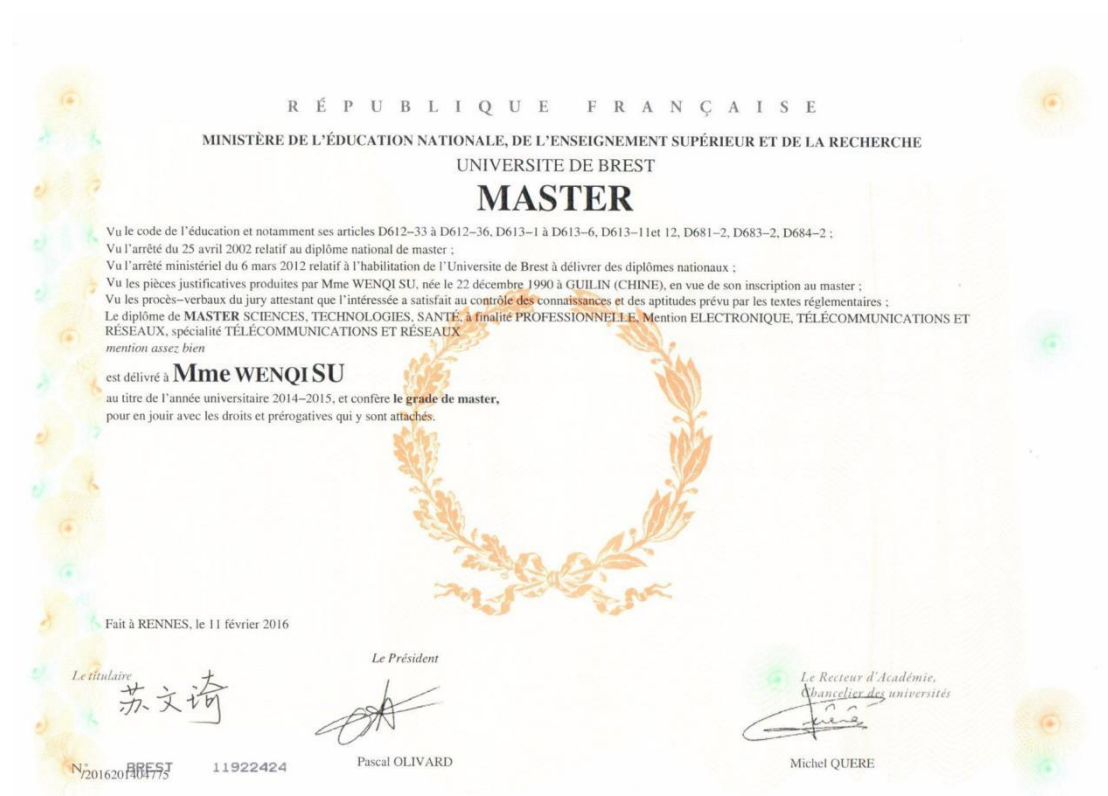 RÉPUBLIQUE FRANÇAISE
MINISTÈRE DE L'ÉDUCATION NATIONALE, DE L'ENSEIGNEMENT SUPÉRIEUR ET DE LA RECHERCHE
UNIVERSITE DE BREST
MASTER
Vu le code de l'éducation et notamment ses articles D612–33 à D612–36, D613–1 à D613–6, D613–11et 12, D681–2, D683–2, D684–2 ;
Vu l'arrêté du 25 avril 2002 relatif au diplôme national de master ;
Vu l'arrêté ministériel du 6 mars 2012 relatif à l'habilitation de l'Universite de Brest à délivrer des diplômes nationaux ;
Vu les pièces justificatives produites par Mme WENQI SU, née le 22 décembre 1990 à GUILIN (CHINE), en vue de son inscription au master ;
Vu les procès–verbaux du jury attestant que l'intéressée a satisfait au contrôle des connaissances et des aptitudes prévu par les textes réglementaires ;
Le diplôme de MASTER SCIENCES, TECHNOLOGIES, SANTÉ, à finalité PROFESSIONNELLE, Mention ELECTRONIQUE, TÉLÉCOMMUNICATIONS ET
RÉSEAUX, spécialité TÉLÉCOMMUNICATIONS ET RÉSEAUX
mention assez bien
est délivré à Mme WENQI SU
au titre de l'année universitaire 2014–2015, et confère le grade de master,
pour en jouir avec les droits et prérogatives qui y sont attachés.
Fait à RENNES, le 11 février 2016
Le titulaire
苏文琦
Le Président
Pascal OLIVARD
Le Recteur d'Académie,
Chancelier des universités
Michel QUERE
N° BREST 11922424
/2016201404775